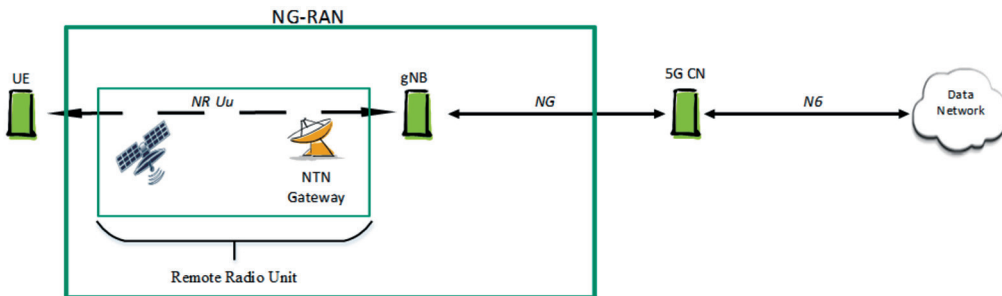 NG-RAN
UE
NR Uu
gNB
NG
5G CN
N6
Data
Network
NTN
Gateway
Remote Radio Unit